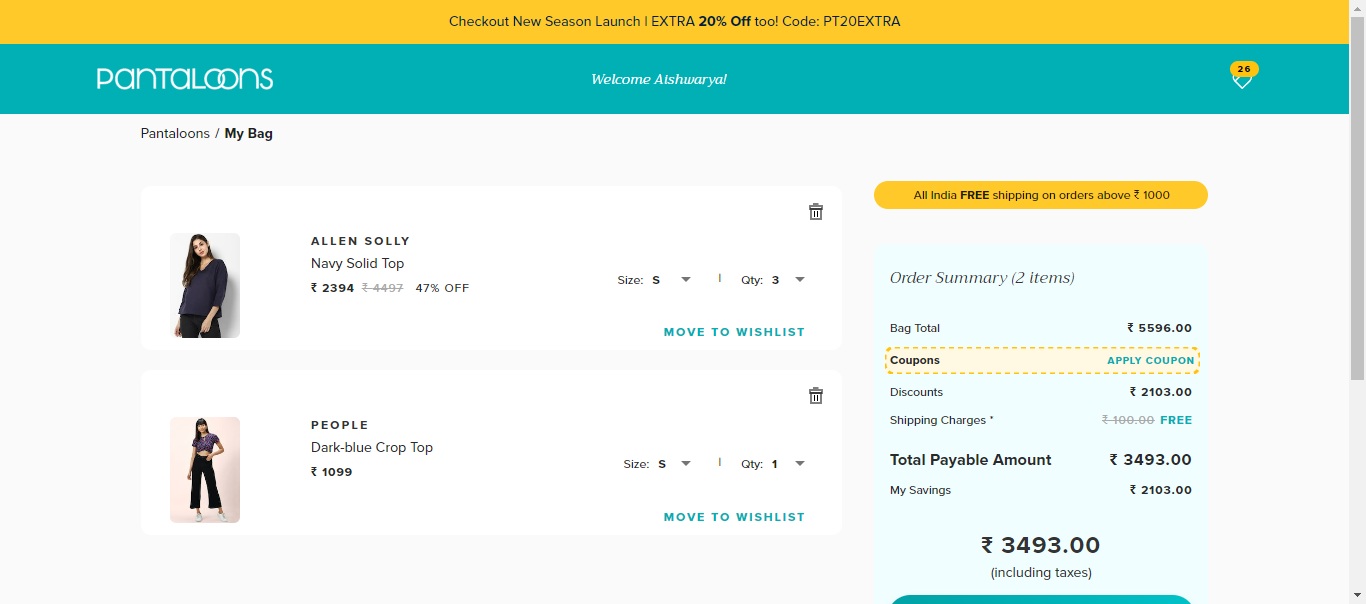 Checkout New Season Launch | EXTRA 20% Off too! Code: PT20EXTRA
PANTALOONS
Welcome Aishwarya!
26
Pantaloons / My Bag
ALLEN SOLLY
Navy Solid Top
₹ 2394 ₹ 4497 47% OFF
Size: S | Qty: 3
MOVE TO WISHLIST
PEOPLE
Dark-blue Crop Top
₹ 1099
Size: S | Qty: 1
MOVE TO WISHLIST
All India FREE shipping on orders above ₹ 1000
Order Summary (2 items)
Bag Total ₹ 5596.00
Coupons APPLY COUPON
Discounts ₹ 2103.00
Shipping Charges * ₹ 100.00 FREE
Total Payable Amount ₹ 3493.00
My Savings ₹ 2103.00
₹ 3493.00
(including taxes)